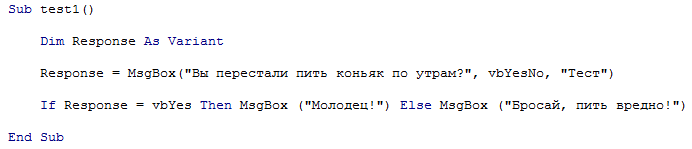 Sub test1()
Dim Response As Variant
Response = MsgBox("Вы перестали пить коньяк по утрам?", vbYesNo, "Тест")
If Response = vbYes Then MsgBox ("Молодец!") Else MsgBox ("Бросай, пить вредно!")
End Sub